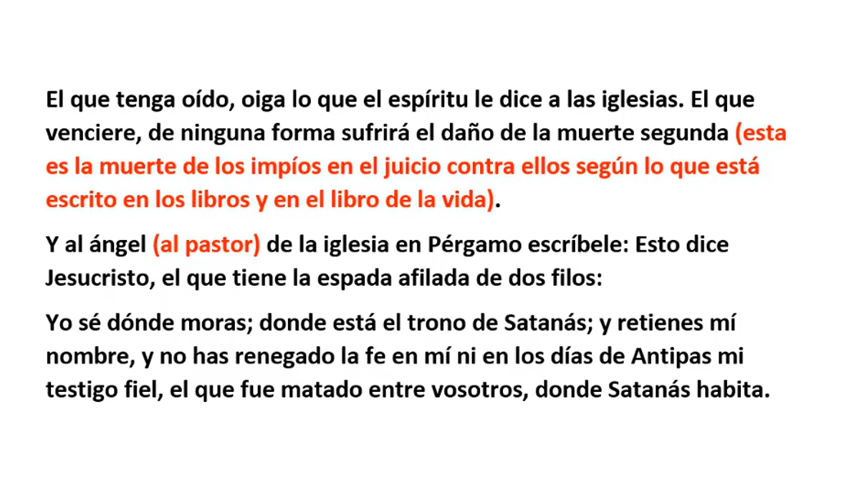 El que tenga oído, oiga lo que el espíritu le dice a las iglesias. El que
venciere, de ninguna forma sufrirá el daño de la muerte segunda (esta
es la muerte de los impíos en el juicio contra ellos según lo que está
escrito en los libros y en el libro de la vida).
Y al ángel (al pastor) de la iglesia en Pérgamo escríbele: Esto dice
Jesucristo, el que tiene la espada afilada de dos filos:
Yo sé dónde moras; donde está el trono de Satanás; y retienes mí
nombre, y no has renegado la fe en mí ni en los días de Antipas mi
testigo fiel, el que fue matado entre vosotros, donde Satanás habita.